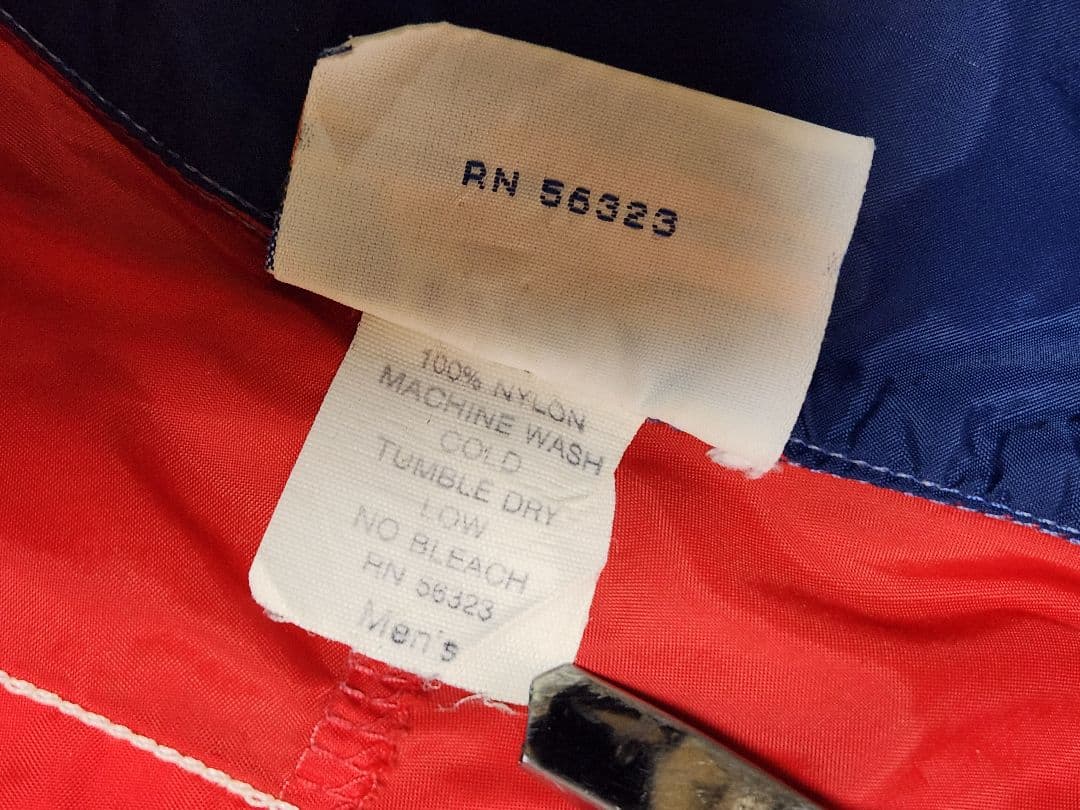 RN 56323
100% NYLON
MACHINE WASH
COLD
TUMBLE DRY
LOW
NO BLEACH
RN 56323
Men's